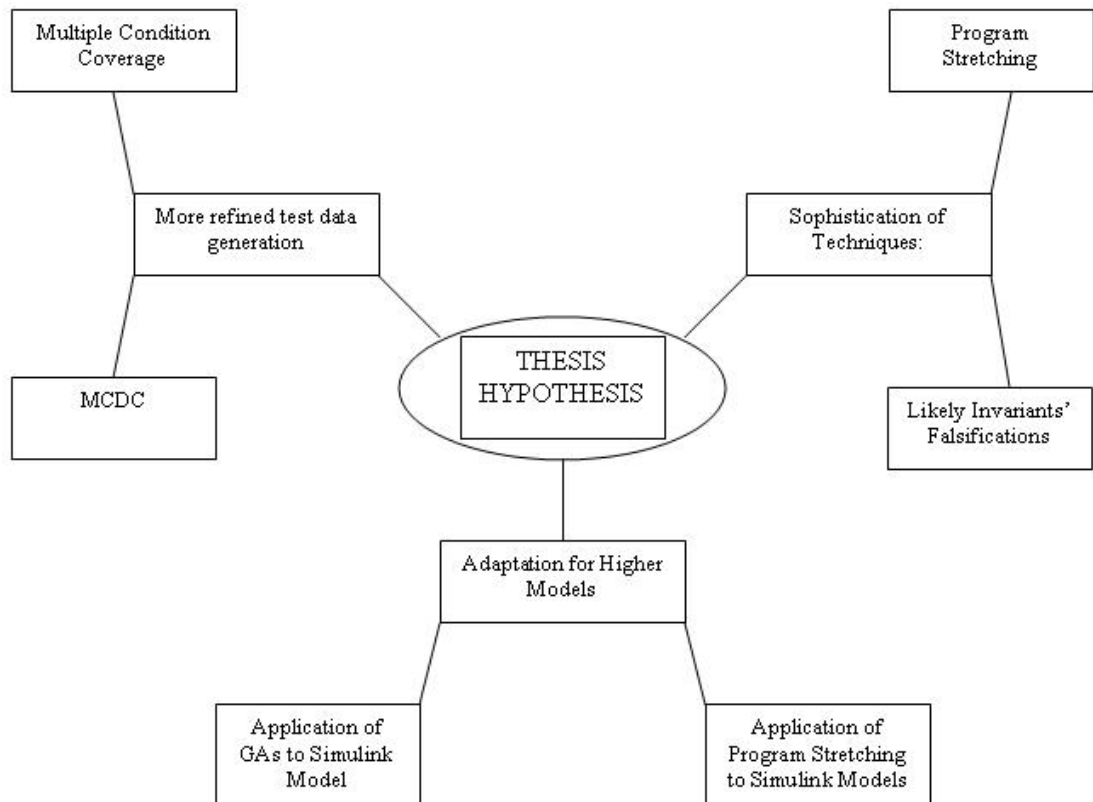 Multiple Condition
Coverage
Program
Stretching
More refined test data
generation
Sophistication of
Techniques:
THESIS
HYPOTHESIS
MCDC
Likely Invariants’
Falsifications
Adaptation for Higher
Models
Application of
GAs to Simulink
Model
Application of
Program Stretching
to Simulink Models